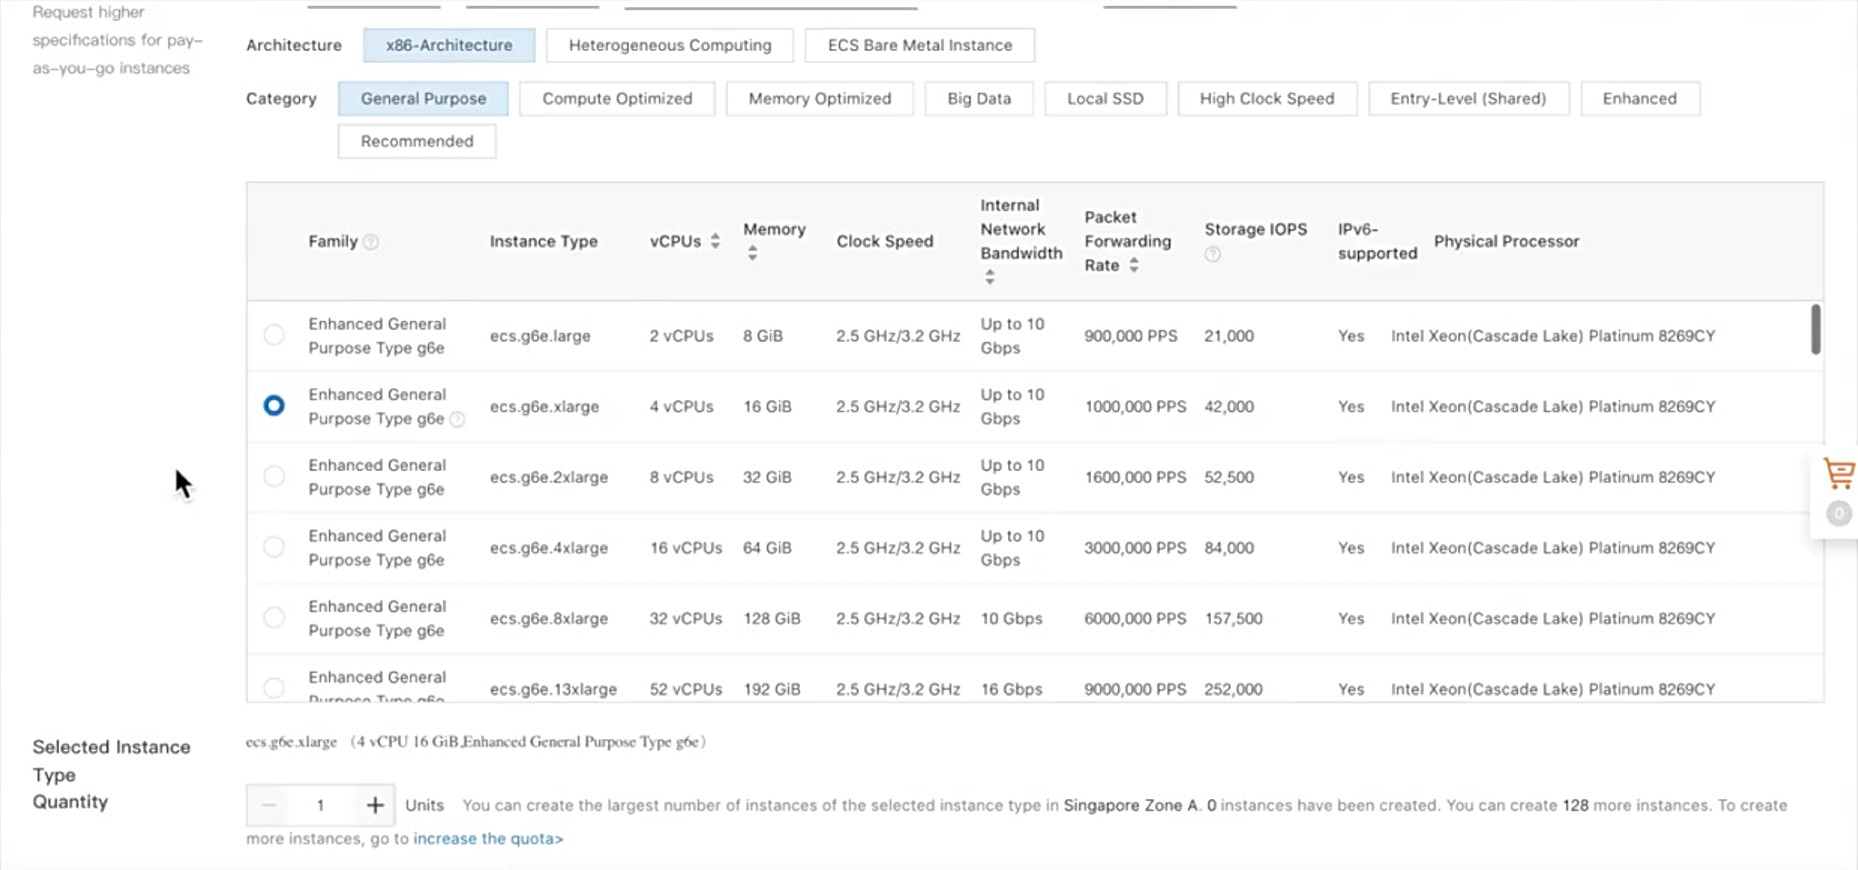 Request higher
specifications for pay-
as-you-go instances
Architecture x86-Architecture Heterogeneous Computing ECS Bare Metal Instance
Category General Purpose Compute Optimized Memory Optimized Big Data Local SSD High Clock Speed Entry-Level (Shared) Enhanced
Recommended
Family Instance Type vCPUs Memory Clock Speed Internal Network Bandwidth Packet Forwarding Rate Storage IOPS IPv6-supported Physical Processor
Enhanced General Purpose Type g6e ecs.g6e.large 2 vCPUs 8 GiB 2.5 GHz/3.2 GHz Up to 10 Gbps 900,000 PPS 21,000 Yes Intel Xeon(Cascade Lake) Platinum 8269CY
Enhanced General Purpose Type g6e ecs.g6e.xlarge 4 vCPUs 16 GiB 2.5 GHz/3.2 GHz Up to 10 Gbps 1000,000 PPS 42,000 Yes Intel Xeon(Cascade Lake) Platinum 8269CY
Enhanced General Purpose Type g6e ecs.g6e.2xlarge 8 vCPUs 32 GiB 2.5 GHz/3.2 GHz Up to 10 Gbps 1600,000 PPS 52,500 Yes Intel Xeon(Cascade Lake) Platinum 8269CY
Enhanced General Purpose Type g6e ecs.g6e.4xlarge 16 vCPUs 64 GiB 2.5 GHz/3.2 GHz Up to 10 Gbps 3000,000 PPS 84,000 Yes Intel Xeon(Cascade Lake) Platinum 8269CY
Enhanced General Purpose Type g6e ecs.g6e.8xlarge 32 vCPUs 128 GiB 2.5 GHz/3.2 GHz 10 Gbps 6000,000 PPS 157,500 Yes Intel Xeon(Cascade Lake) Platinum 8269CY
Enhanced General Purpose Type g6e ecs.g6e.13xlarge 52 vCPUs 192 GiB 2.5 GHz/3.2 GHz 16 Gbps 9000,000 PPS 252,000 Yes Intel Xeon(Cascade Lake) Platinum 8269CY
0
Selected Instance Type ecs.g6e.xlarge (4 vCPU 16 GiB,Enhanced General Purpose Type g6e)
Quantity − 1 + Units You can create the largest number of instances of the selected instance type in Singapore Zone A. 0 instances have been created. You can create 128 more instances. To create
more instances, go to increase the quota>